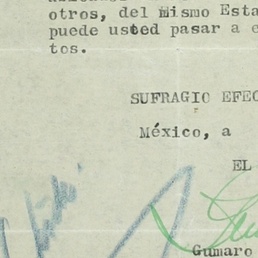 otros, del mismo Esta
puede usted pasar a e
tos.
SUFRAGIO EFEC
México, a
EL
Gumaro